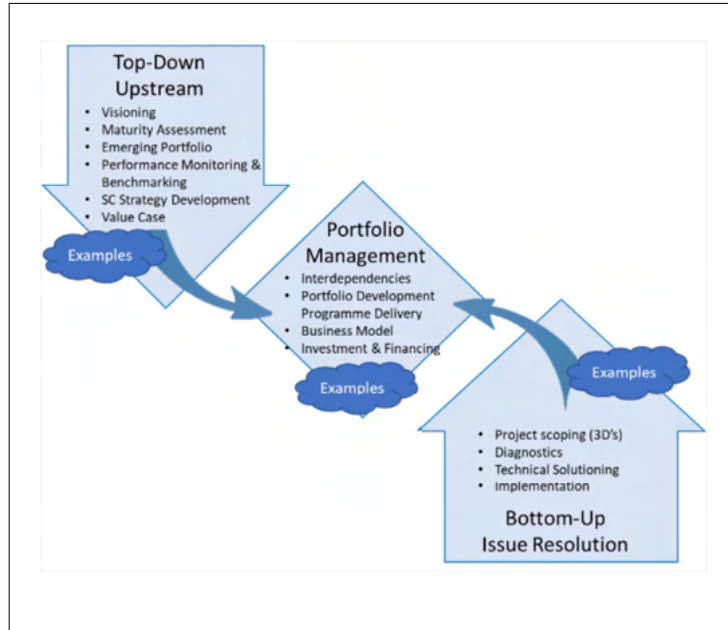 Top-Down
Upstream
• Visioning
• Maturity Assessment
• Emerging Portfolio
• Performance Monitoring &
Benchmarking
• SC Strategy Development
• Value Case
Examples
Portfolio
Management
• Interdependencies
• Portfolio Development
Programme Delivery
• Business Model
• Investment & Financing
Examples
Examples
• Project scoping (3D's)
• Diagnostics
• Technical Solutioning
• Implementation
Bottom-Up
Issue Resolution